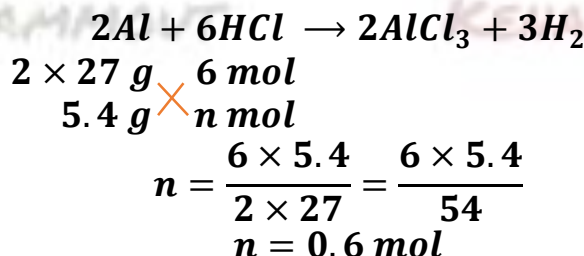 2Al + 6HCl ⟶ 2AlCl₃ + 3H₂
2 × 27 g 6 mol
5.4 g n mol
n = (6 × 5.4)/(2 × 27) = (6 × 5.4)/54
n = 0.6 mol